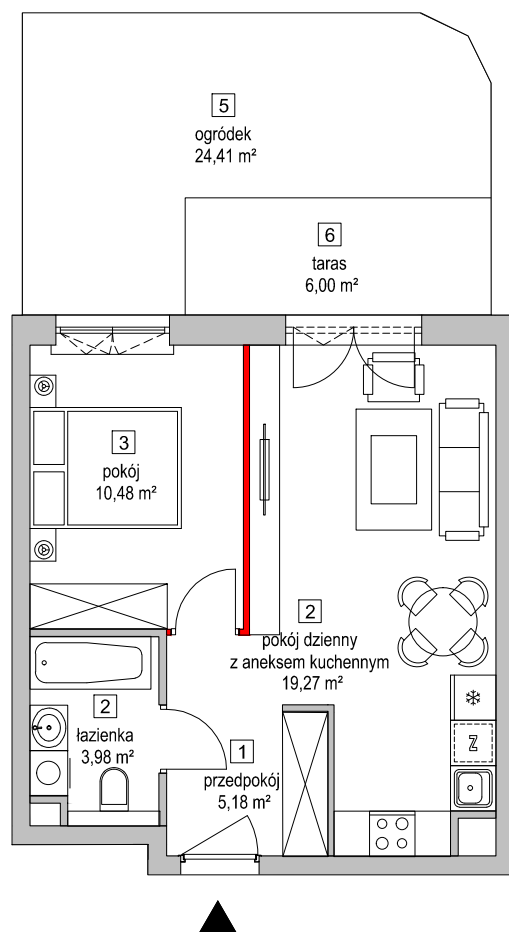 5
ogródek
24,41 m²
6
taras
6,00 m²
3
pokój
10,48 m²
2
pokój dzienny
z aneksem kuchennym
19,27 m²
2
łazienka
3,98 m²
1
przedpokój
5,18 m²
Z